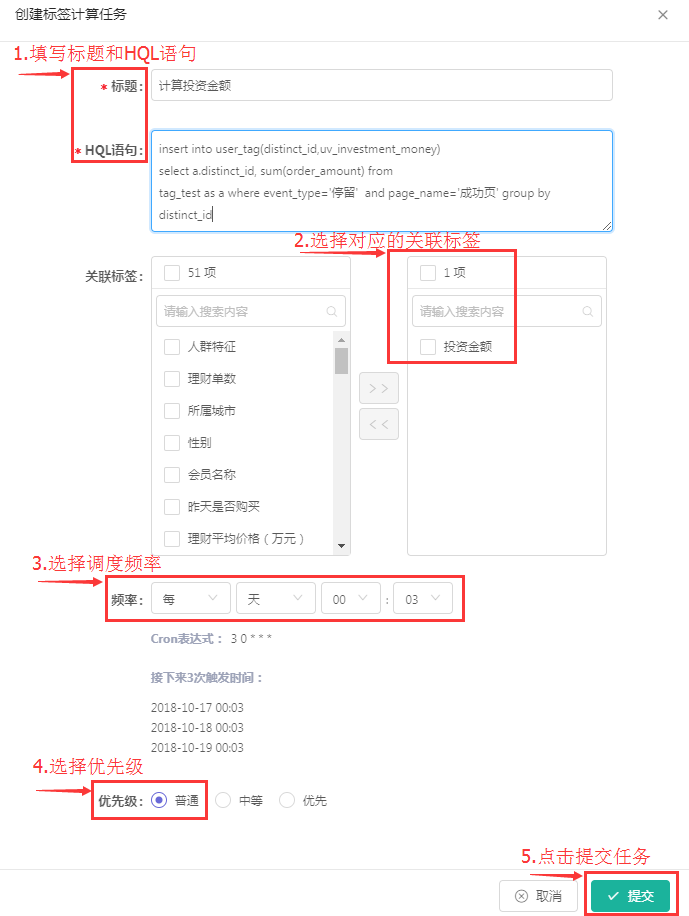 创建标签计算任务
1.填写标题和HQL语句
* 标题： 计算投资金额
* HQL语句： insert into user_tag(distinct_id,uv_investment_money)
select a.distinct_id, sum(order_amount) from
tag_test as a where event_type='停留'  and page_name='成功页' group by
distinct_id
2.选择对应的关联标签
关联标签： 51 项 1 项
请输入搜索内容 请输入搜索内容
人群特征 投资金额
理财单数
>>
所属城市
<<
性别
会员名称
昨天是否购买
理财平均价格（万元）
3.选择调度频率
频率： 每 天 00 : 03
Cron表达式： 3 0 * * *
接下来3次触发时间：
2018-10-17 00:03
2018-10-18 00:03
2018-10-19 00:03
4.选择优先级
优先级： 普通 中等 优先
5.点击提交任务
取消 提交